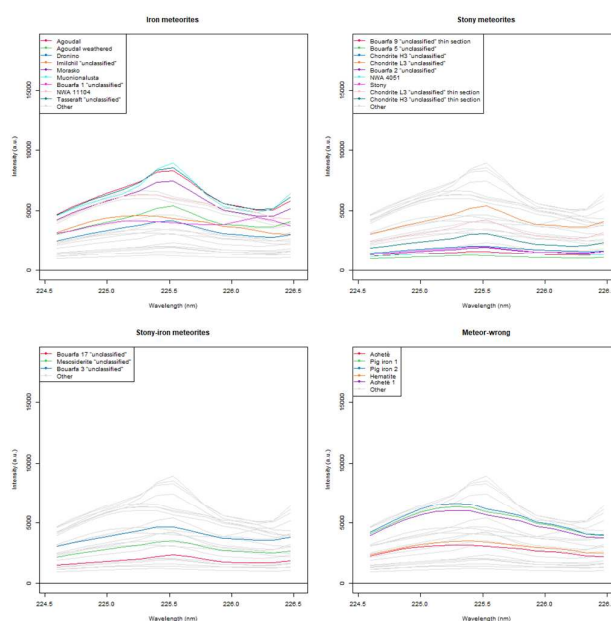 Iron meteorites
Agoudal
Agoudal weathered
Dronino
Imilchil "unclassified"
Morasko
Muonionalusta
Bouarfa 1 "unclassified"
NWA 11104
Tasseraft "unclassified"
Other
Intensity (a.u.)
15000
10000
5000
0
224.5
225.0
225.5
226.0
226.5
Wavelength (nm)
Stony meteorites
Bouarfa 9 "unclassified" thin section
Bouarfa 5 "unclassified"
Chondrite H3 "unclassified"
Chondrite L3 "unclassified"
Bouarfa 2 "unclassified"
NWA 4051
Stony
Chondrite L3 "unclassified" thin section
Chondrite H3 "unclassified" thin section
Other
Intensity (a.u.)
15000
10000
5000
0
224.5
225.0
225.5
226.0
226.5
Wavelength (nm)
Stony-iron meteorites
Bouarfa 17 "unclassified"
Mesosiderite "unclassified"
Bouarfa 3 "unclassified"
Other
Intensity (a.u.)
15000
10000
5000
0
224.5
225.0
225.5
226.0
226.5
Wavelength (nm)
Meteor-wrong
Acheté
Pig iron 1
Pig iron 2
Hematite
Acheté 1
Other
Intensity (a.u.)
15000
10000
5000
0
224.5
225.0
225.5
226.0
226.5
Wavelength (nm)